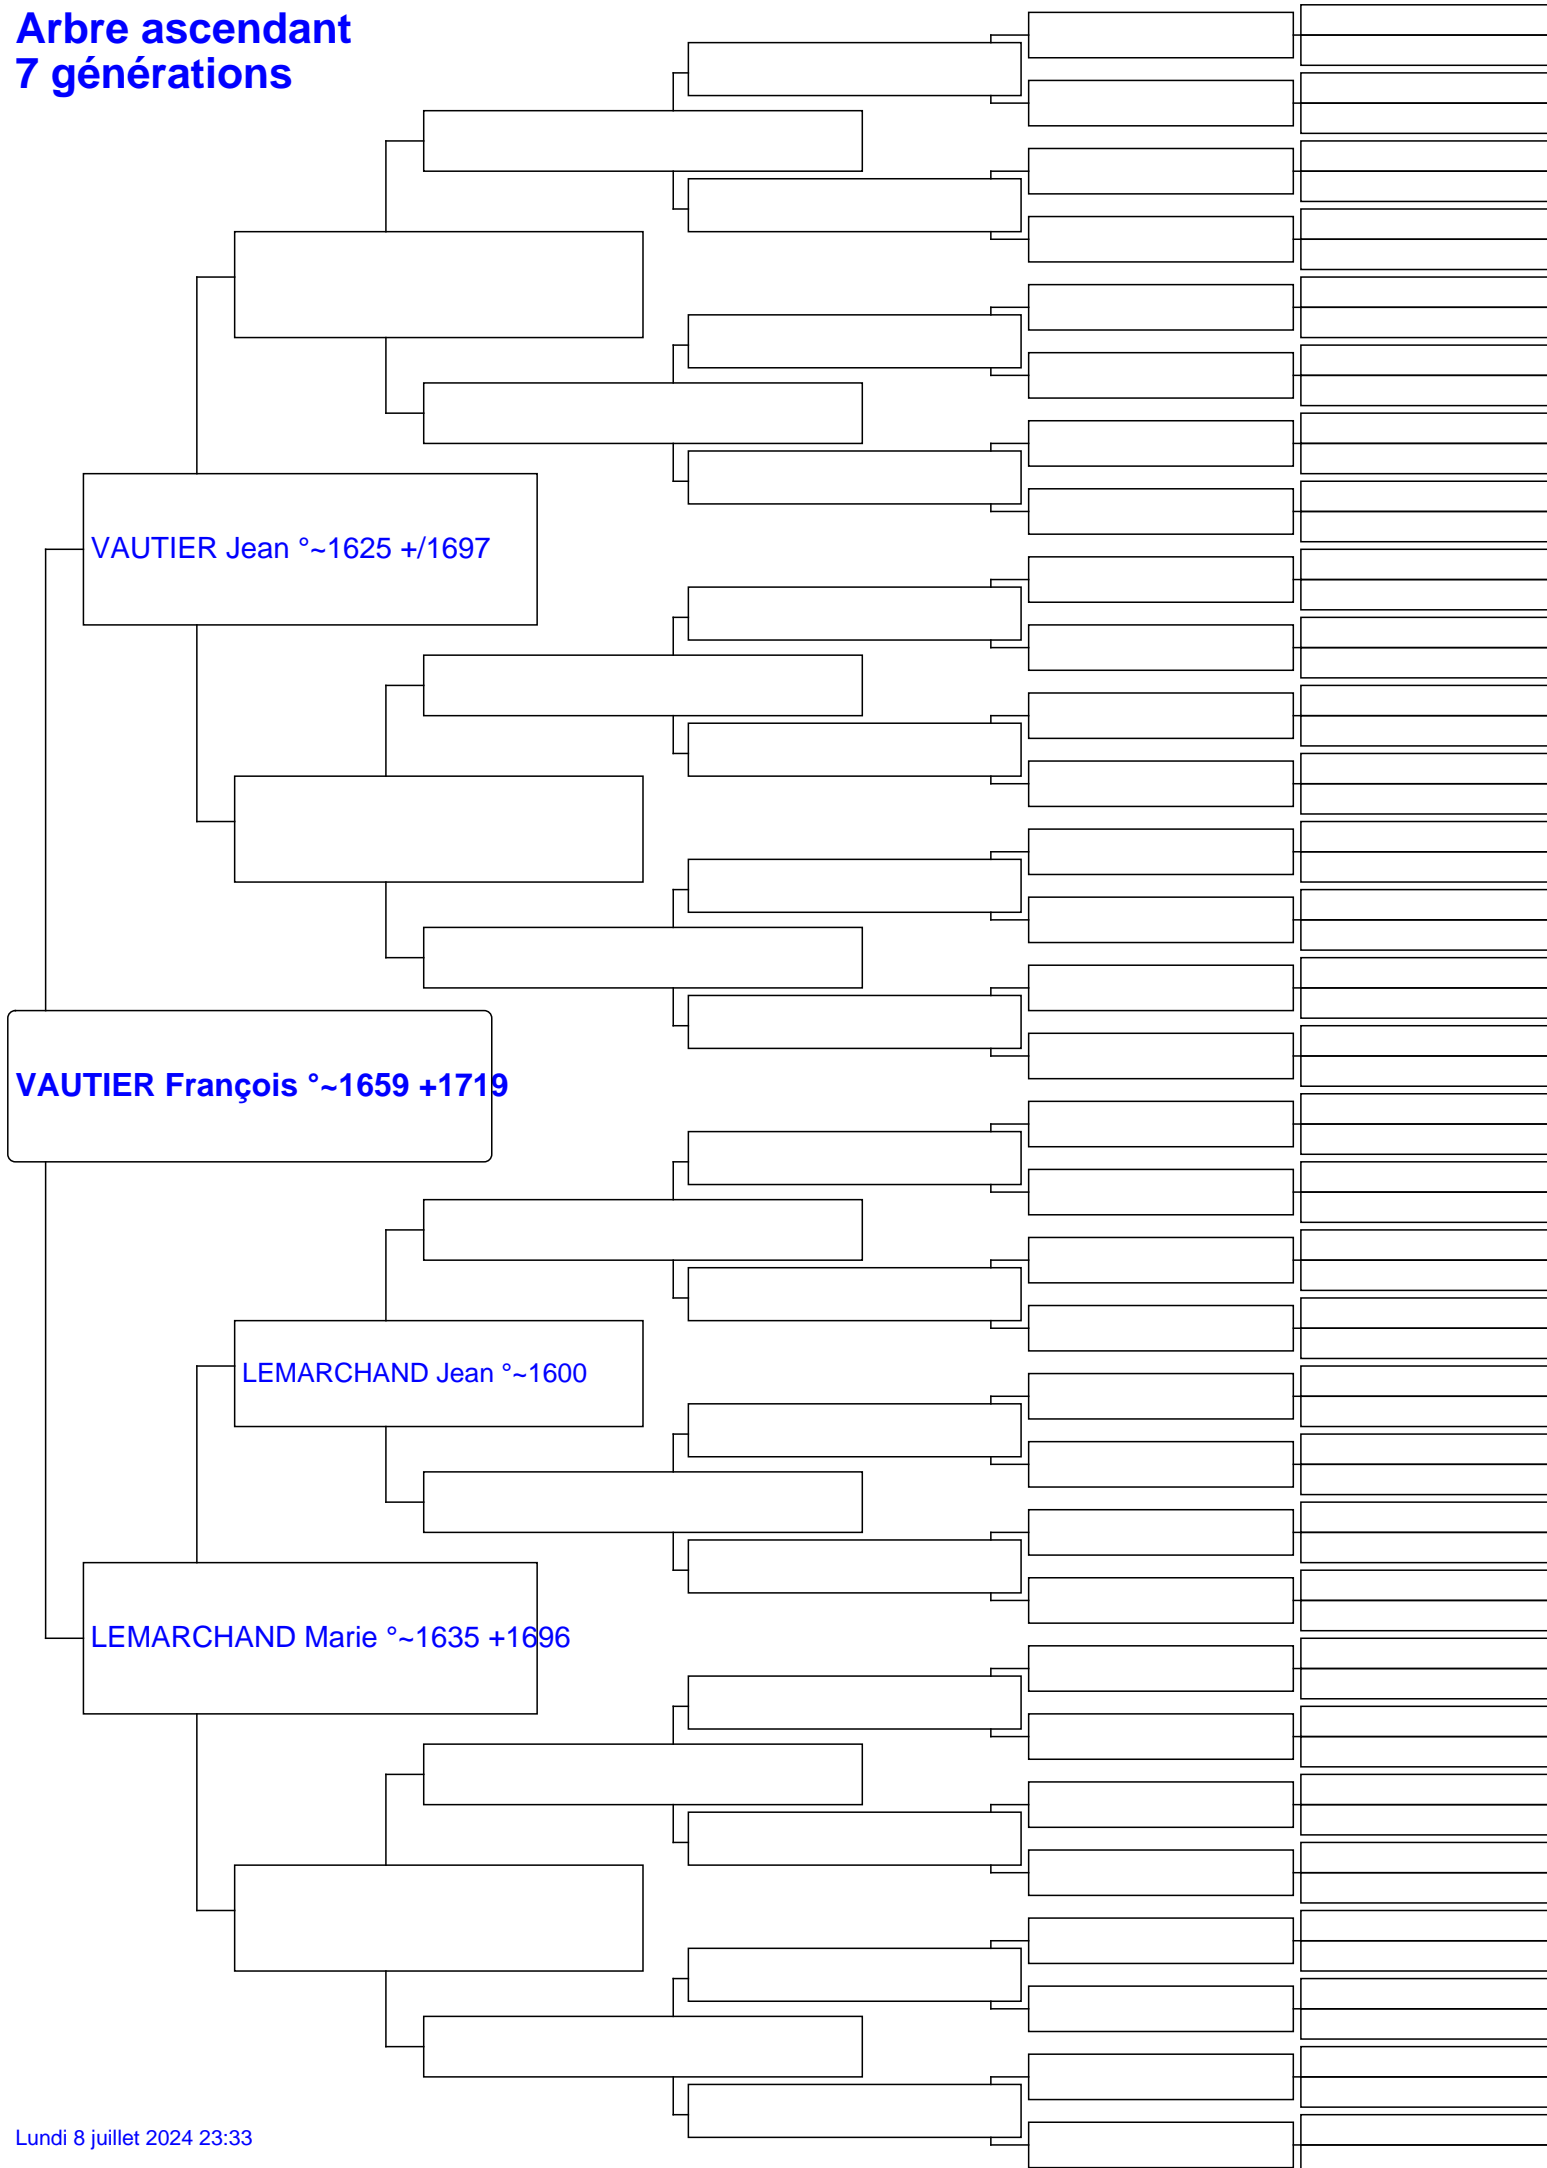 Arbre ascendant
7 générations
VAUTIER Jean °~1625 +/1697
VAUTIER François °~1659 +1719
LEMARCHAND Jean °~1600
LEMARCHAND Marie °~1635 +1696
Lundi 8 juillet 2024 23:33